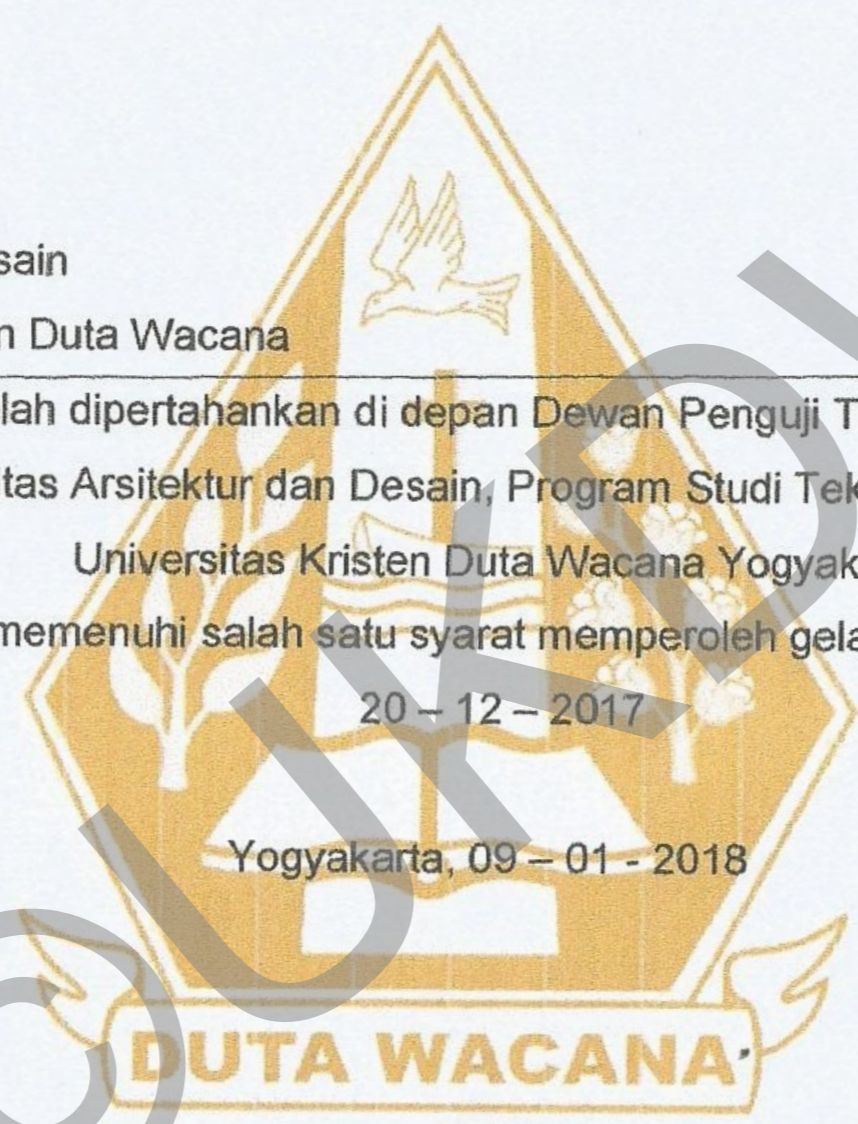 sain
n Duta Wacana
lah dipertahankan di depan Dewan Penguji T
tas Arsitektur dan Desain, Program Studi Tek
Universitas Kristen Duta Wacana Yogyak
memenuhi salah satu syarat memperoleh gela
20 – 12 – 2017
Yogyakarta, 09 – 01 - 2018
DUTA WACANA
©UKD